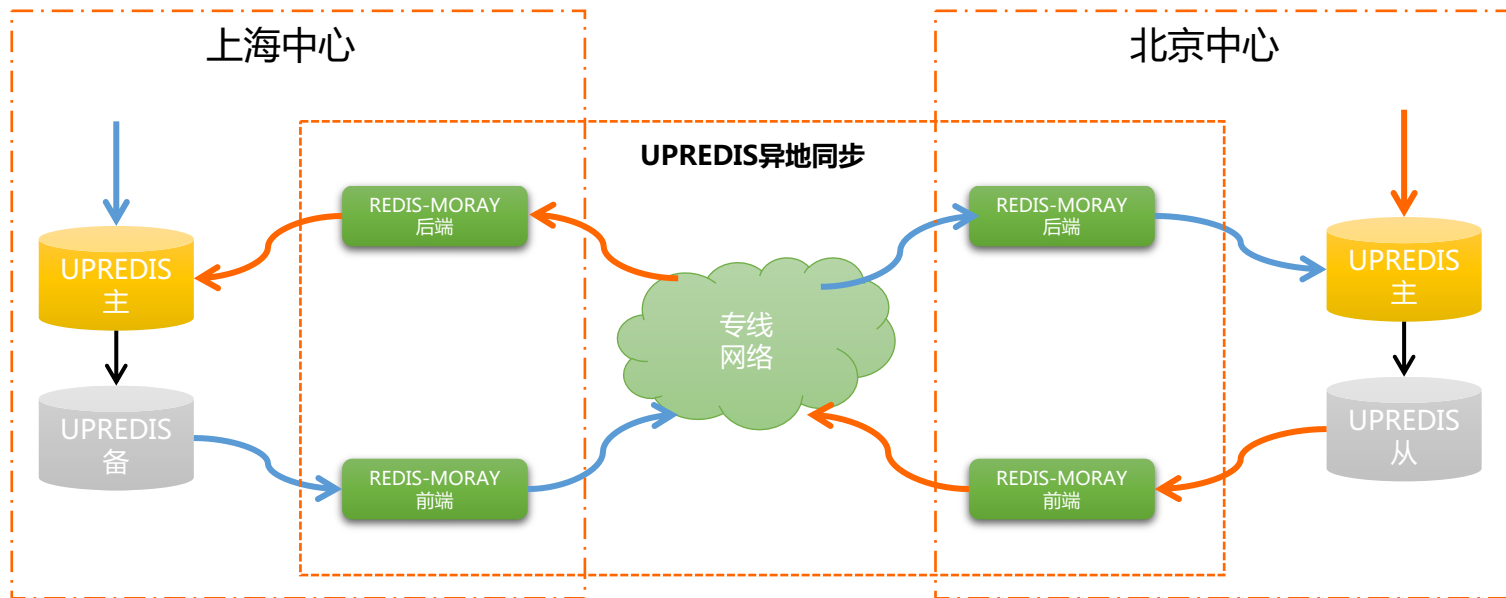 上海中心
北京中心
UPREDIS异地同步
REDIS-MORAY
后端
REDIS-MORAY
后端
UPREDIS
主
UPREDIS
主
专线
网络
UPREDIS
备
UPREDIS
从
REDIS-MORAY
前端
REDIS-MORAY
前端